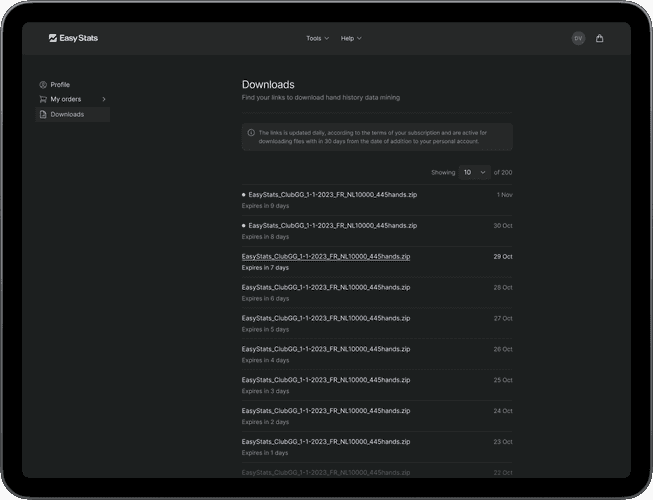 EasyStats
Tools
Help
DV
Profile
My orders
Downloads
Downloads
Find your links to download hand history data mining
The links is updated daily, according to the terms of your subscription and are active for
downloading files with in 30 days from the date of addition to your personal account.
Showing 10 of 200
EasyStats_ClubGG_1-1-2023_FR_NL10000_445hands.zip 1 Nov
Expires in 9 days
EasyStats_ClubGG_1-1-2023_FR_NL10000_445hands.zip 30 Oct
Expires in 8 days
EasyStats_ClubGG_1-1-2023_FR_NL10000_445hands.zip 29 Oct
Expires in 7 days
EasyStats_ClubGG_1-1-2023_FR_NL10000_445hands.zip 28 Oct
Expires in 6 days
EasyStats_ClubGG_1-1-2023_FR_NL10000_445hands.zip 27 Oct
Expires in 5 days
EasyStats_ClubGG_1-1-2023_FR_NL10000_445hands.zip 26 Oct
Expires in 4 days
EasyStats_ClubGG_1-1-2023_FR_NL10000_445hands.zip 25 Oct
Expires in 3 days
EasyStats_ClubGG_1-1-2023_FR_NL10000_445hands.zip 24 Oct
Expires in 2 days
EasyStats_ClubGG_1-1-2023_FR_NL10000_445hands.zip 23 Oct
Expires in 1 days
EasyStats_ClubGG_1-1-2023_FR_NL10000_445hands.zip 22 Oct